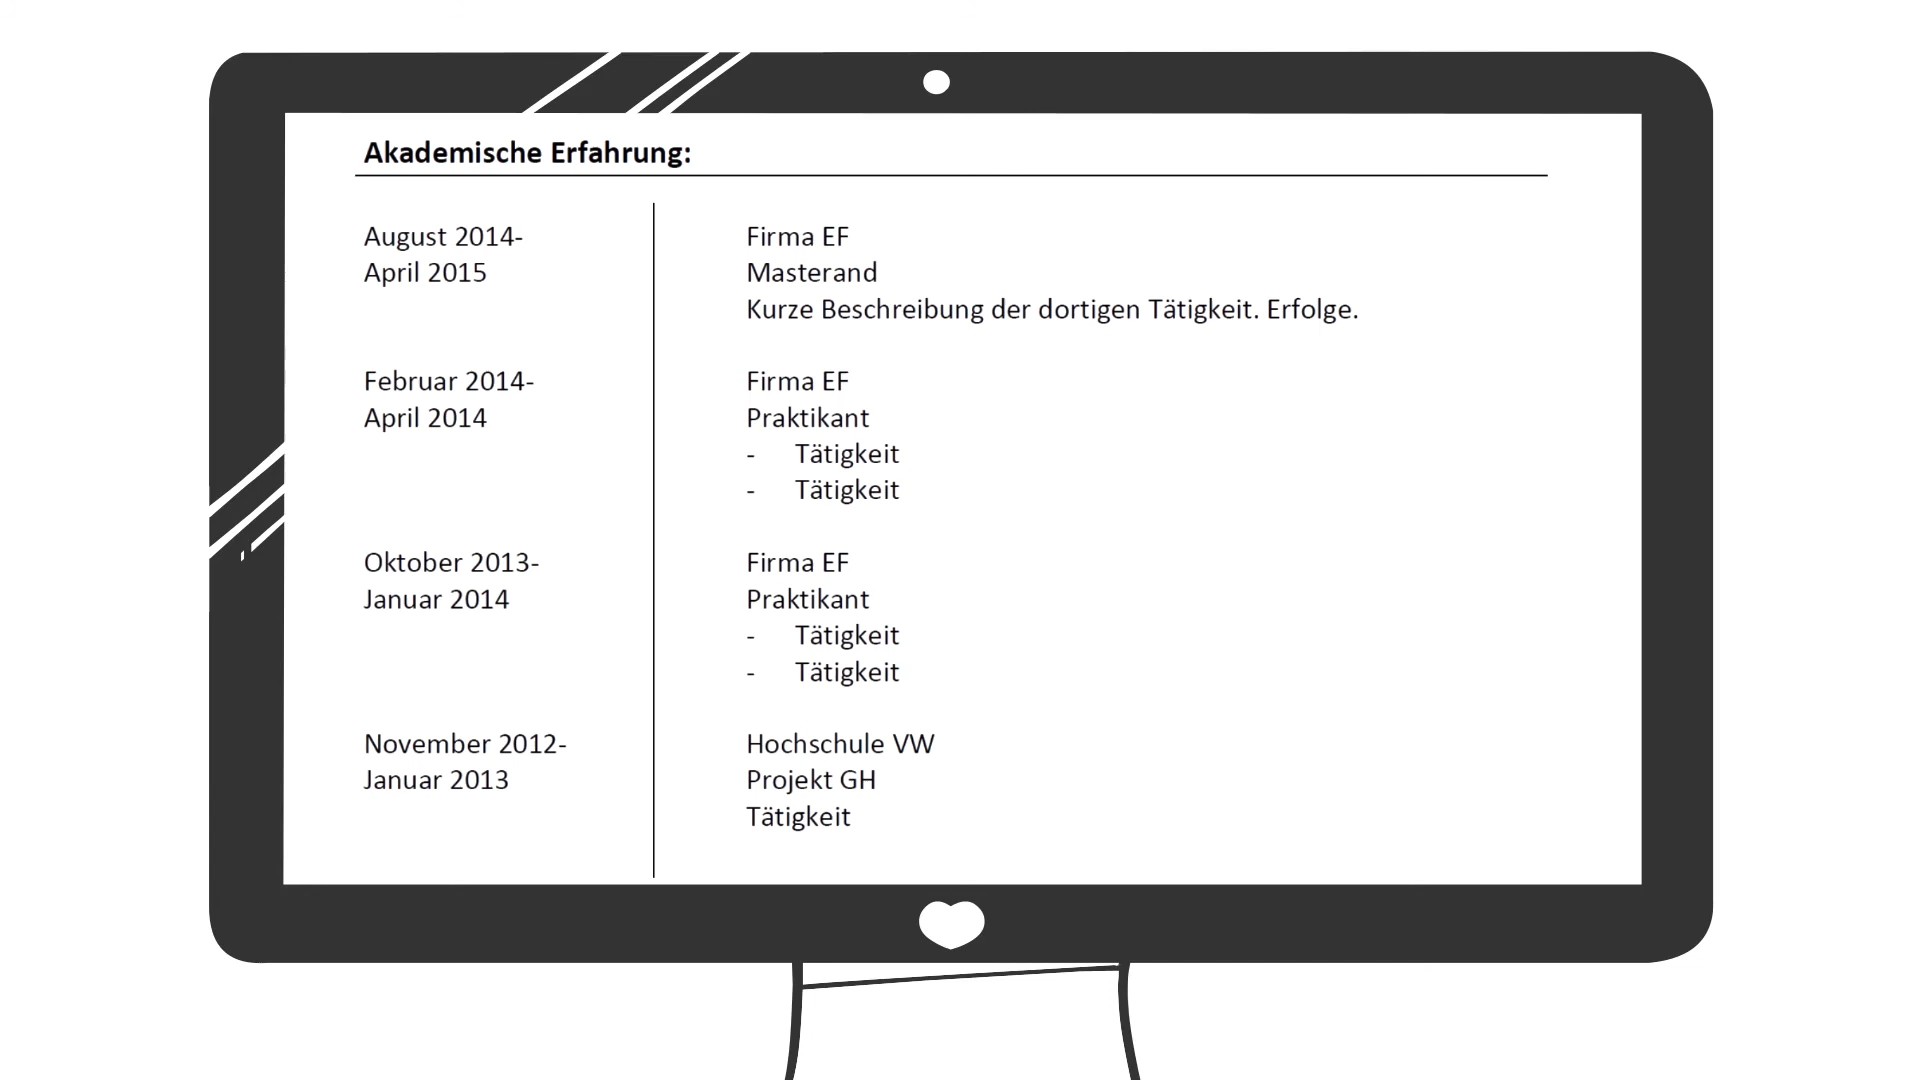 Akademische Erfahrung:
August 2014-
April 2015
Firma EF
Masterand
Kurze Beschreibung der dortigen Tätigkeit. Erfolge.
Februar 2014-
April 2014
Firma EF
Praktikant
- Tätigkeit
- Tätigkeit
Oktober 2013-
Januar 2014
Firma EF
Praktikant
- Tätigkeit
- Tätigkeit
November 2012-
Januar 2013
Hochschule VW
Projekt GH
Tätigkeit